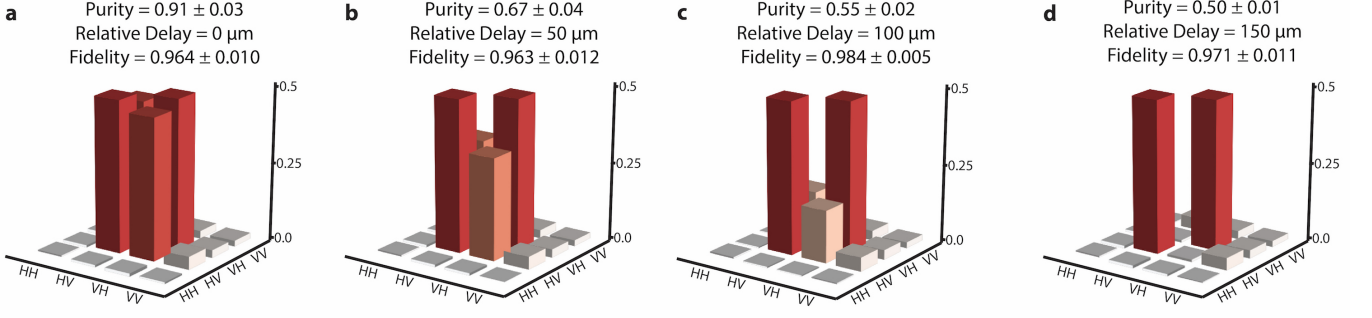 a
Purity = 0.91 ± 0.03
Relative Delay = 0 μm
Fidelity = 0.964 ± 0.010
0.5
0.25
0.0
HH
HV
VH
VV
HH HV VH VV
b
Purity = 0.67 ± 0.04
Relative Delay = 50 μm
Fidelity = 0.963 ± 0.012
0.5
0.25
0.0
HH
HV
VH
VV
HH HV VH VV
c
Purity = 0.55 ± 0.02
Relative Delay = 100 μm
Fidelity = 0.984 ± 0.005
0.5
0.25
0.0
HH
HV
VH
VV
HH HV VH VV
d
Purity = 0.50 ± 0.01
Relative Delay = 150 μm
Fidelity = 0.971 ± 0.011
0.5
0.25
0.0
HH
HV
VH
VV
HH HV VH VV